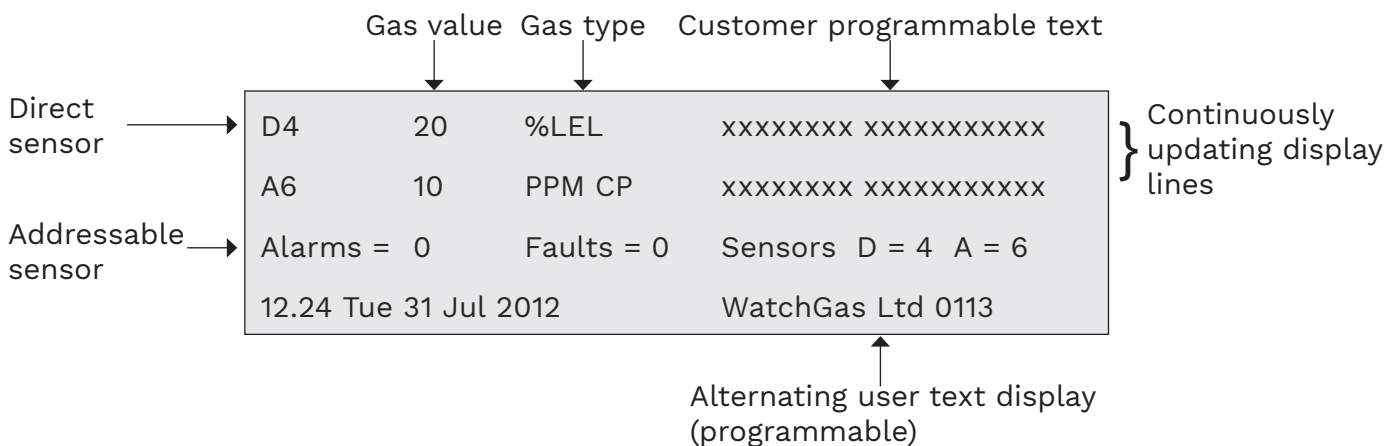 Gas value Gas type Customer programmable text
Direct
sensor
D4 20 %LEL xxxxxxxx xxxxxxxxxxx
A6 10 PPM CP xxxxxxxx xxxxxxxxxxx
} Continuously
updating display
lines
Addressable
sensor
Alarms = 0 Faults = 0 Sensors D = 4 A = 6
12.24 Tue 31 Jul 2012 WatchGas Ltd 0113
Alternating user text display
(programmable)